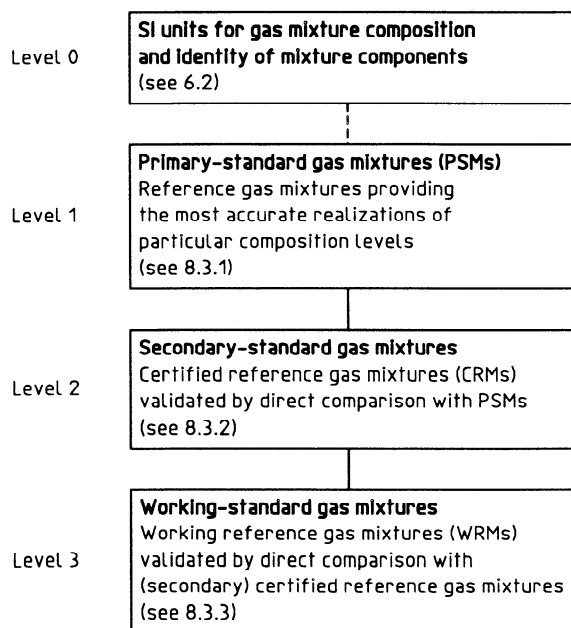 Level 0
SI units for gas mixture composition
and identity of mixture components
(see 6.2)
Level 1
Primary-standard gas mixtures (PSMs)
Reference gas mixtures providing
the most accurate realizations of
particular composition levels
(see 8.3.1)
Level 2
Secondary-standard gas mixtures
Certified reference gas mixtures (CRMs)
validated by direct comparison with PSMs
(see 8.3.2)
Level 3
Working-standard gas mixtures
Working reference gas mixtures (WRMs)
validated by direct comparison with
(secondary) certified reference gas mixtures
(see 8.3.3)